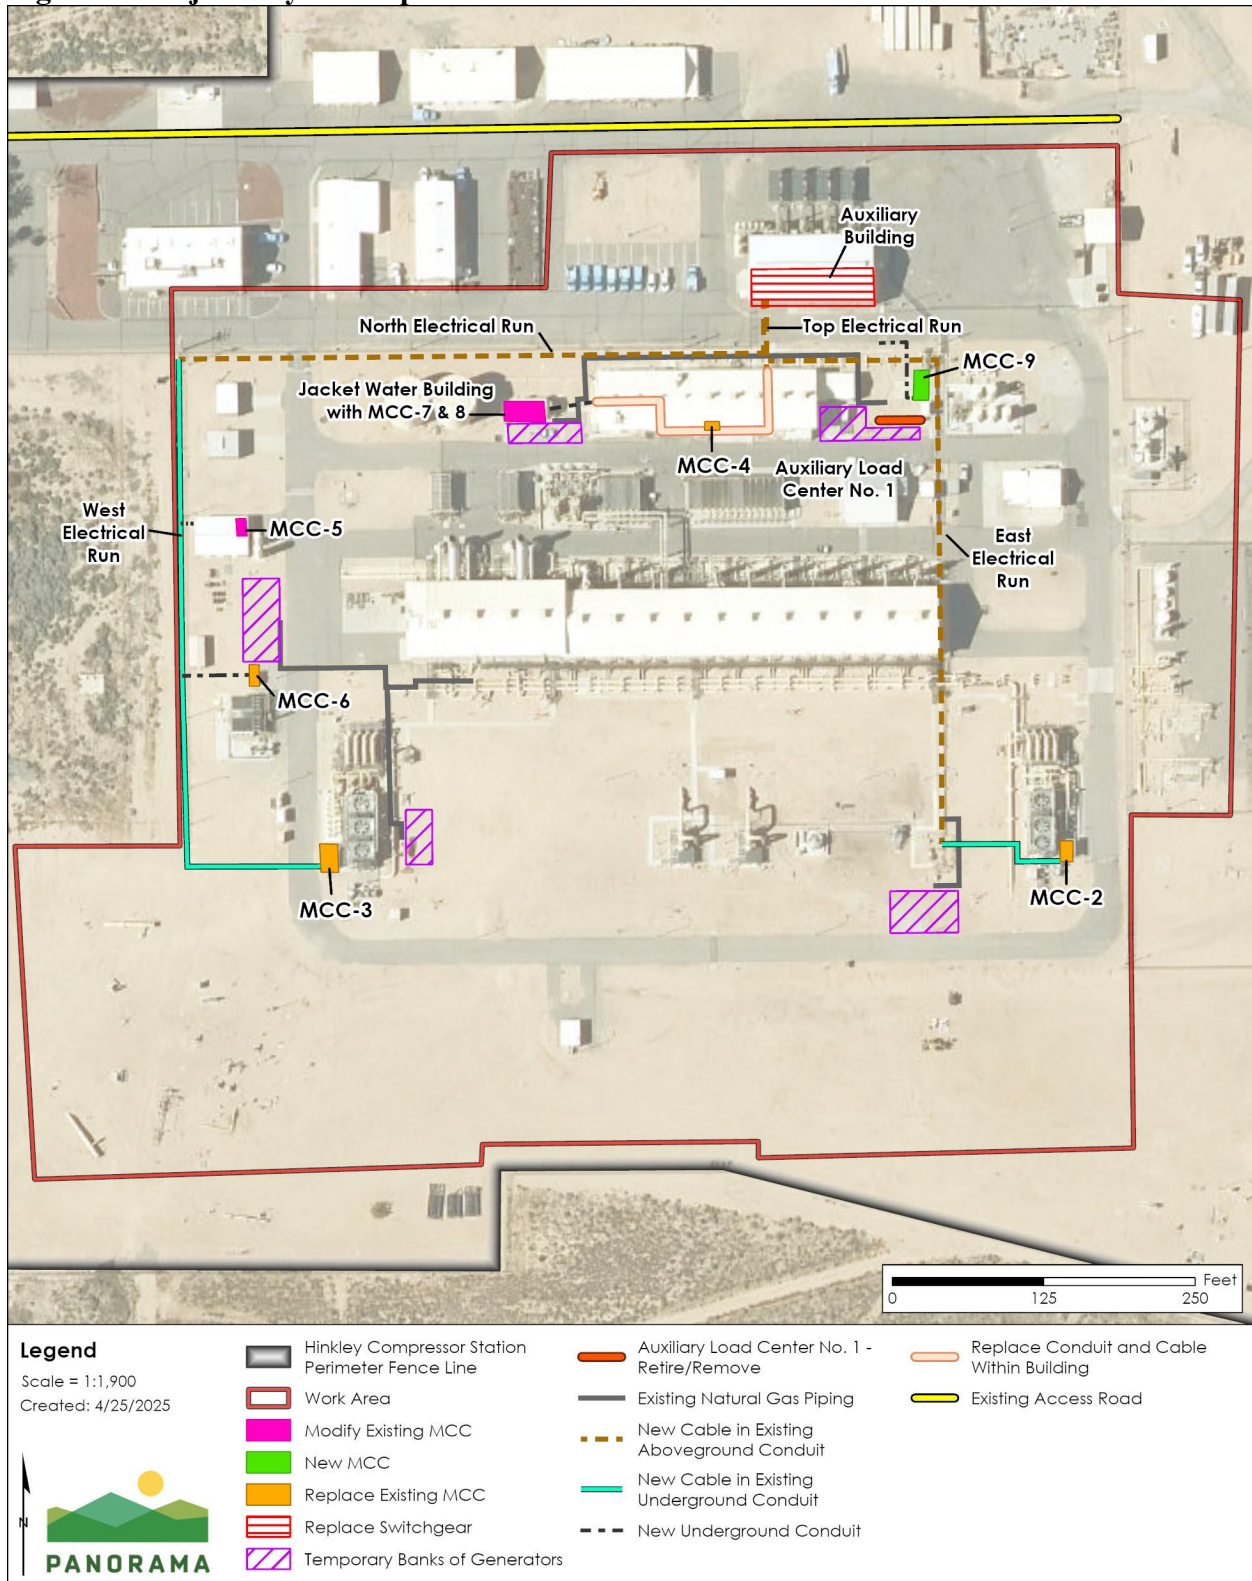 Auxiliary
Building
North Electrical Run
Top Electrical Run
MCC-9
Jacket Water Building
with MCC-7 & 8
MCC-4
Auxiliary Load
Center No. 1
West
Electrical
Run
MCC-5
East
Electrical
Run
MCC-6
MCC-3
MCC-2
Feet
0 125 250
Legend
Scale = 1:1,900
Created: 4/25/2025
N
PANORAMA
Hinkley Compressor Station
Perimeter Fence Line
Work Area
Modify Existing MCC
New MCC
Replace Existing MCC
Replace Switchgear
Temporary Banks of Generators
Auxiliary Load Center No. 1 -
Retire/Remove
Existing Natural Gas Piping
New Cable in Existing
Aboveground Conduit
New Cable in Existing
Underground Conduit
New Underground Conduit
Replace Conduit and Cable
Within Building
Existing Access Road